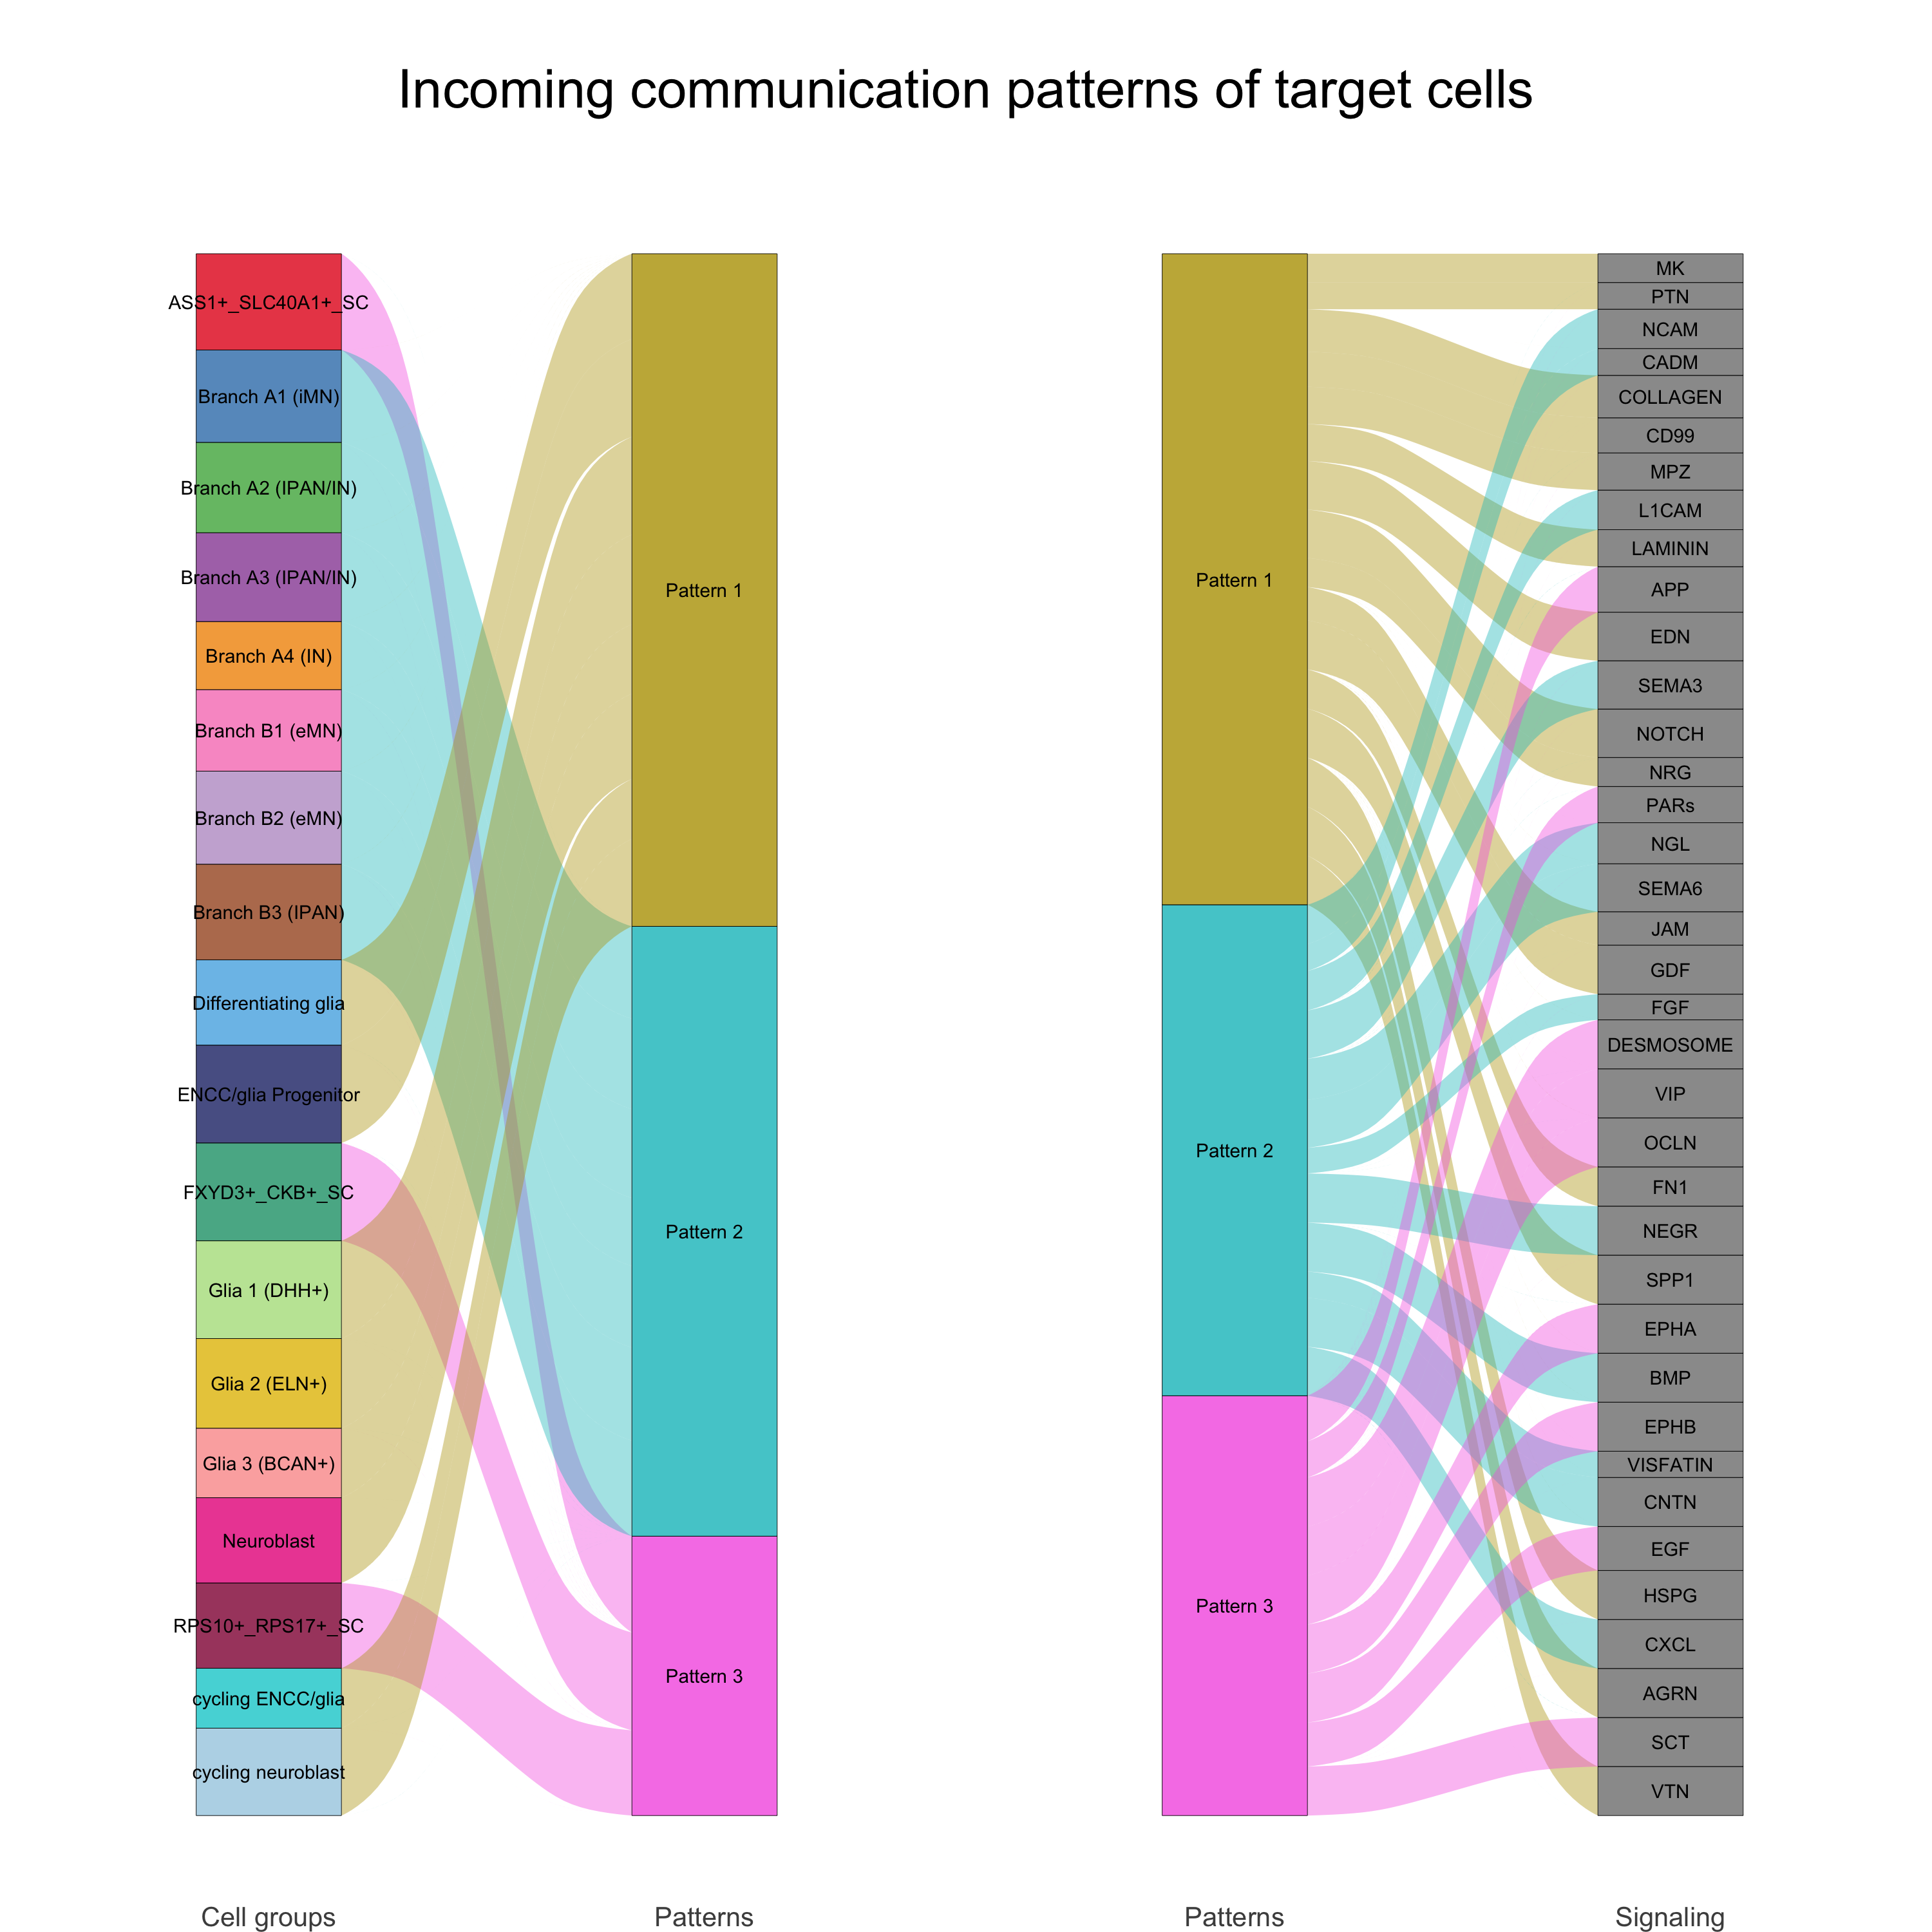 Incoming communication patterns of target cells
ASS1+_SLC40A1+_SC
Branch A1 (iMN)
Branch A2 (IPAN/IN)
Branch A3 (IPAN/IN)
Branch A4 (IN)
Branch B1 (eMN)
Branch B2 (eMN)
Branch B3 (IPAN)
Differentiating glia
ENCC/glia Progenitor
FXYD3+_CKB+_SC
Glia 1 (DHH+)
Glia 2 (ELN+)
Glia 3 (BCAN+)
Neuroblast
RPS10+_RPS17+_SC
cycling ENCC/glia
cycling neuroblast
Pattern 1
Pattern 2
Pattern 3
Pattern 1
Pattern 2
Pattern 3
MK
PTN
NCAM
CADM
COLLAGEN
CD99
MPZ
L1CAM
LAMININ
APP
EDN
SEMA3
NOTCH
NRG
PARs
NGL
SEMA6
JAM
GDF
FGF
DESMOSOME
VIP
OCLN
FN1
NEGR
SPP1
EPHA
BMP
EPHB
VISFATIN
CNTN
EGF
HSPG
CXCL
AGRN
SCT
VTN
Cell groups
Patterns
Patterns
Signaling